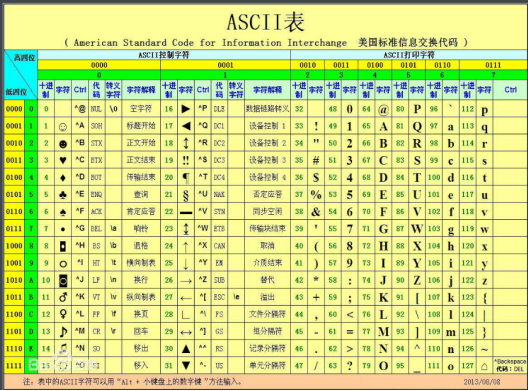 ASCII表
( American Standard Code for Information Interchange 美国标准信息交换代码 )
高四位 ASCII控制字符 ASCII打印字符
0000 0001 0010 0011 0100 0101 0110 0111
0 1 2 3 4 5 6 7
低四位 十进制 字符 Ctrl 代码 转义字符 字符解释 十进制 字符 Ctrl 代码 转义字符 字符解释 十进制 字符 十进制 字符 十进制 字符 十进制 字符 十进制 字符 十进制 字符 Ctrl
0000 0 0 ^@ NUL \0 空字符 16 ► ^P DLE 数据链路转义 32 48 0 64 @ 80 P 96 ` 112 p
0001 1 1 ☺ ^A SOH 标题开始 17 ◄ ^Q DC1 设备控制 1 33 ! 49 1 65 A 81 Q 97 a 113 q
0010 2 2 ☻ ^B STX 正文开始 18 ↕ ^R DC2 设备控制 2 34 " 50 2 66 B 82 R 98 b 114 r
0011 3 3 ♥ ^C ETX 正文结束 19 ‼ ^S DC3 设备控制 3 35 # 51 3 67 C 83 S 99 c 115 s
0100 4 4 ♦ ^D EOT 传输结束 20 ¶ ^T DC4 设备控制 4 36 $ 52 4 68 D 84 T 100 d 116 t
0101 5 5 ♣ ^E ENQ 查询 21 § ^U NAK 否定应答 37 % 53 5 69 E 85 U 101 e 117 u
0110 6 6 ♠ ^F ACK 肯定应答 22 ▬ ^V SYN 同步空闲 38 & 54 6 70 F 86 V 102 f 118 v
0111 7 7 • ^G BEL \a 响铃 23 ↨ ^W ETB 传输块结束 39 ' 55 7 71 G 87 W 103 g 119 w
1000 8 8 ◘ ^H BS \b 退格 24 ↑ ^X CAN 取消 40 ( 56 8 72 H 88 X 104 h 120 x
1001 9 9 ○ ^I HT \t 横向制表 25 ↓ ^Y EM 介质结束 41 ) 57 9 73 I 89 Y 105 i 121 y
1010 A 10 ◙ ^J LF \n 换行 26 → ^Z SUB 替代 42 * 58 : 74 J 90 Z 106 j 122 z
1011 B 11 ♂ ^K VT \v 纵向制表 27 ← ^[ ESC \e 溢出 43 + 59 ; 75 K 91 [ 107 k 123 {
1100 C 12 ♀ ^L FF \f 换页 28 ∟ ^\ FS 文件分隔符 44 , 60 < 76 L 92 \ 108 l 124 |
1101 D 13 ♪ ^M CR \r 回车 29 ↔ ^] GS 组分隔符 45 - 61 = 77 M 93 ] 109 m 125 }
1110 E 14 ♫ ^N SO 移出 30 ▲ ^^ RS 记录分隔符 46 . 62 > 78 N 94 ^ 110 n 126 ~
1111 15 ^O 移入 31 ▼ ^- US 单元分隔符 47 / 63 ? 79 O 95 _ 111 o 127 ⌂ ^Backspace 代码：DEL
注：表中的ASCII字符可以用 "Alt + 小键盘上的数字键" 方法输入。 2013/08/08